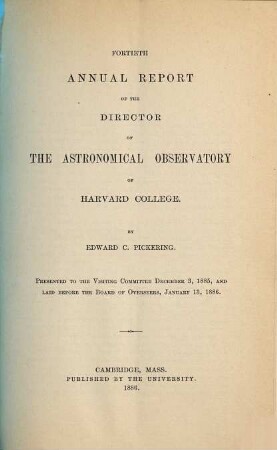 FORTIETH
ANNUAL REPORT
OF THE
DIRECTOR
OF
THE ASTRONOMICAL OBSERVATORY
OF
HARVARD COLLEGE.
BY
EDWARD C. PICKERING.
PRESENTED TO THE VISITING COMMITTEE DECEMBER 3, 1885, AND
LAID BEFORE THE BOARD OF OVERSEERS, JANUARY 13, 1886.
CAMBRIDGE, MASS.
PUBLISHED BY THE UNIVERSITY.
1886.